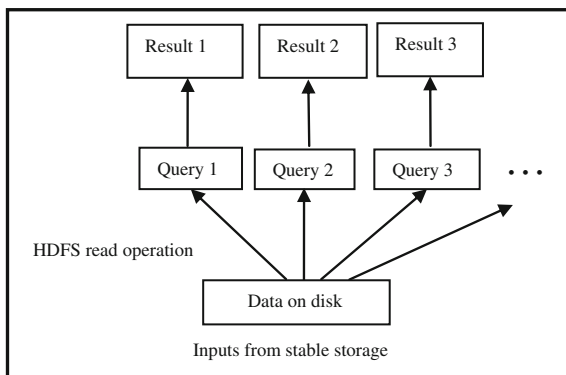 Result 1 Result 2 Result 3
Query 1 Query 2 Query 3 ...
HDFS read operation
Data on disk
Inputs from stable storage